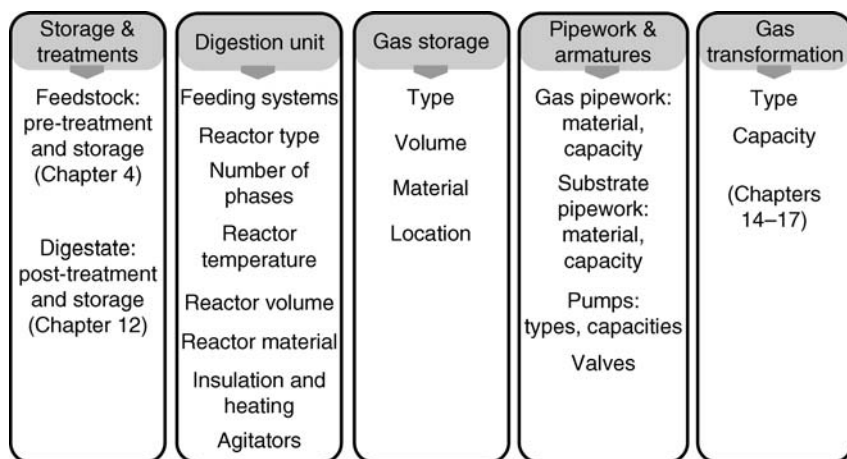 Storage &
treatments
Feedstock:
pre-treatment
and storage
(Chapter 4)
Digestate:
post-treatment
and storage
(Chapter 12)
Digestion unit
Feeding systems
Reactor type
Number of
phases
Reactor
temperature
Reactor volume
Reactor material
Insulation and
heating
Agitators
Gas storage
Type
Volume
Material
Location
Pipework &
armatures
Gas pipework:
material,
capacity
Substrate
pipework:
material,
capacity
Pumps:
types, capacities
Valves
Gas
transformation
Type
Capacity
(Chapters
14–17)